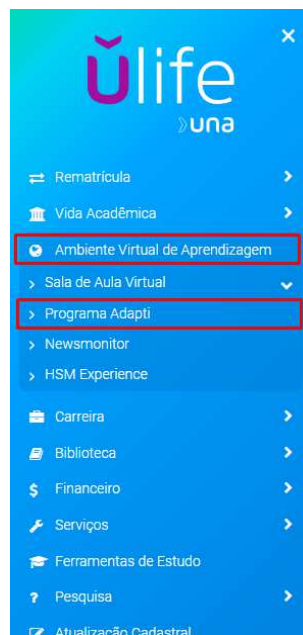 ×
ŭlife
»una
Rematrícula
Vida Acadêmica
Ambiente Virtual de Aprendizagem
> Sala de Aula Virtual
> Programa Adapti
> Newsmonitor
> HSM Experience
Carreira
Biblioteca
$ Financeiro
Serviços
Ferramentas de Estudo
? Pesquisa
Atualização Cadastral